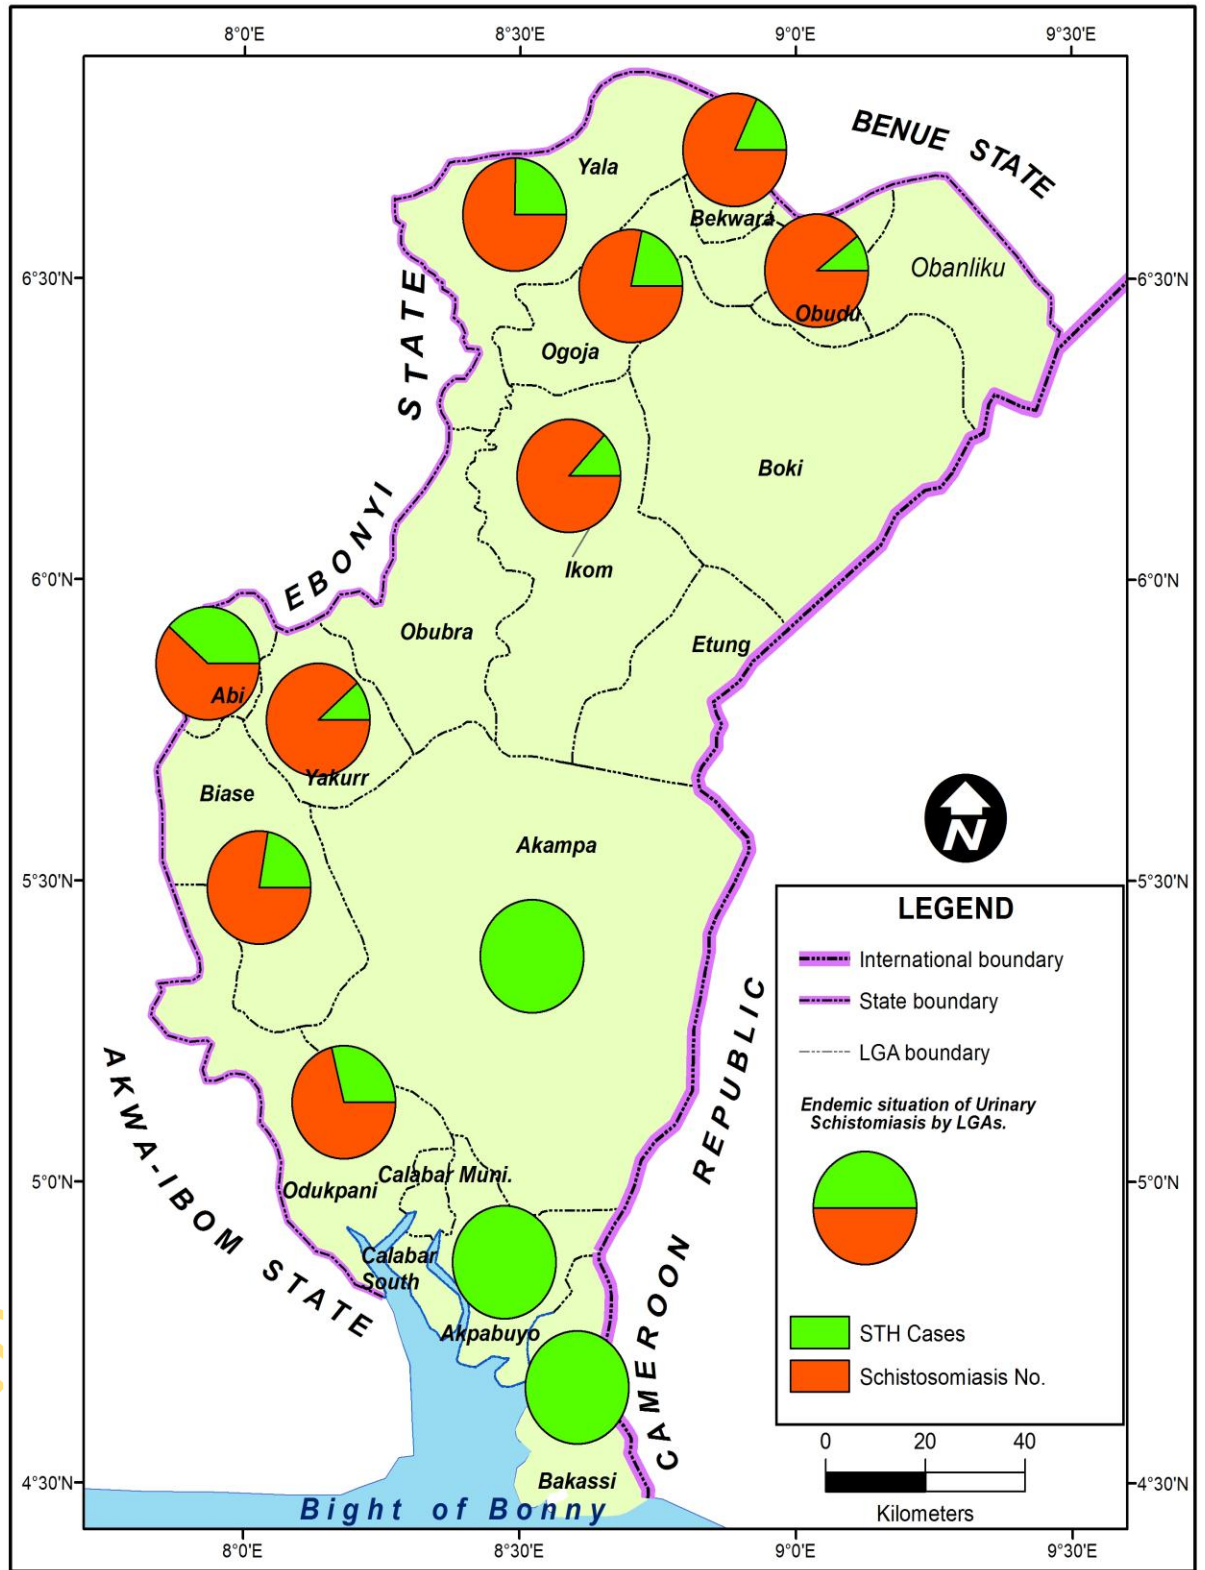 8°0'E 8°30'E 9°0'E 9°30'E
BENUE STATE
Yala
Bekwara
Obanliku
6°30'N 6°30'N
Obudu
Ogoja
EBONYI STATE
Boki
Ikom
6°0'N 6°0'N
Obubra
Etung
Abi
Yakurr
Biase
Akampa
N
5°30'N 5°30'N
LEGEND
International boundary
State boundary
LGA boundary
Endemic situation of Urinary
Schistomiasis by LGAs.
STH Cases
Schistosomiasis No.
AKWA-IBOM STATE
CAMEROON REPUBLIC
5°0'N 5°0'N
Calabar Muni.
Odukpani
Calabar
South
Akpabuyo
Bakassi
0 20 40
Kilometers
4°30'N 4°30'N
Bight of Bonny
8°0'E 8°30'E 9°0'E 9°30'E